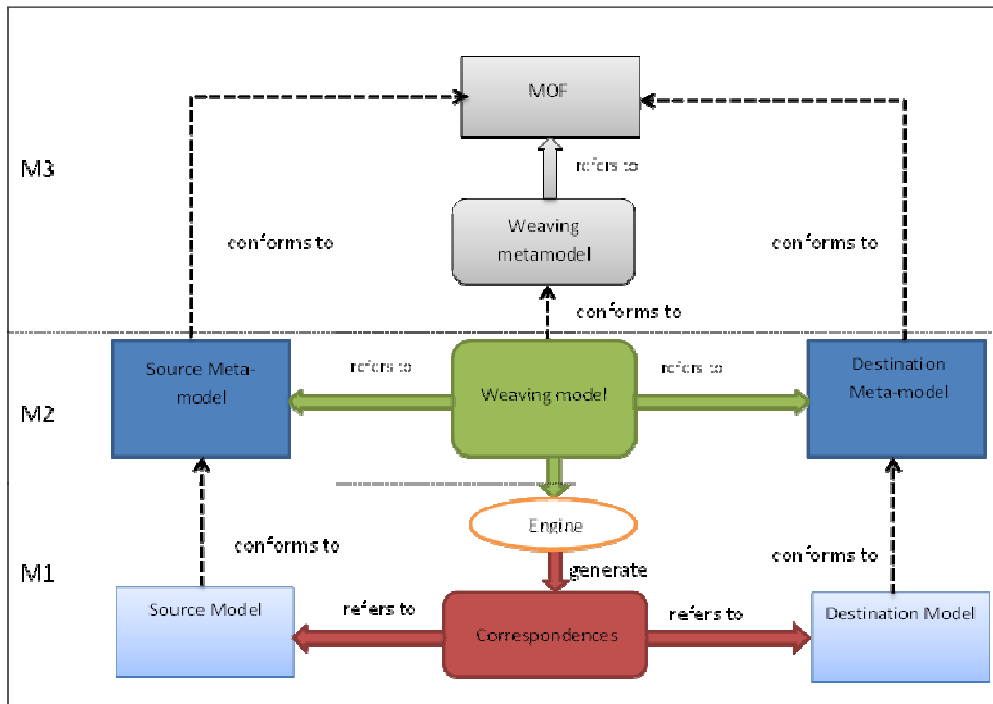 MOF
M3
refers to
Weaving
metamodel
conforms to
conforms to
conforms to
Source Meta-
model
refers to
Weaving model
refers to
Destination
Meta-model
M2
Engine
conforms to
conforms to
M1
generate
Source Model
refers to
Correspondences
refers to
Destination Model